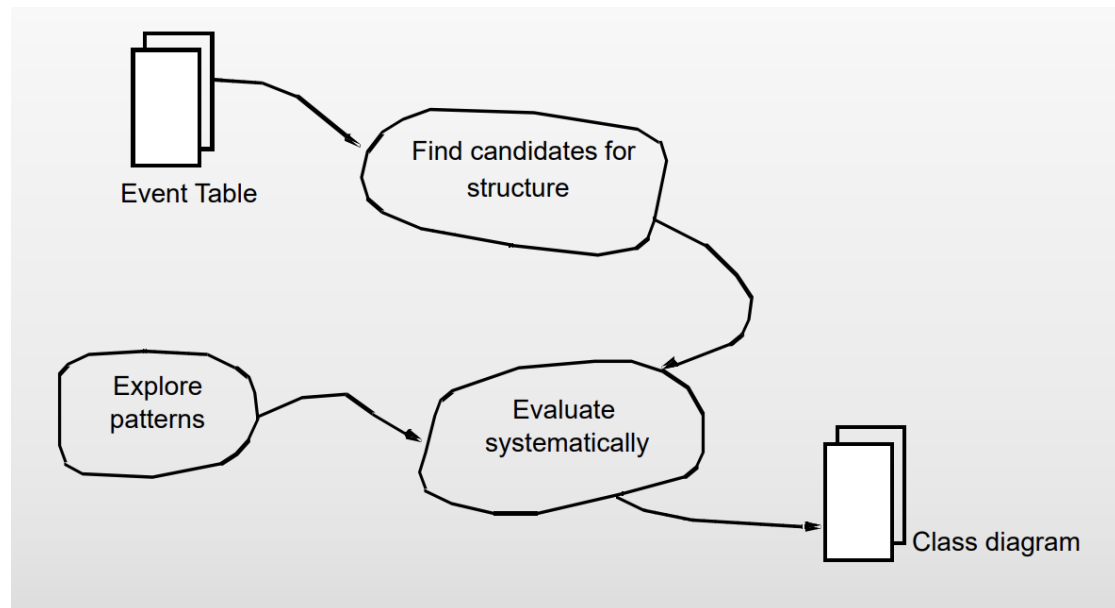 Event Table
Find candidates for
structure
Explore
patterns
Evaluate
systematically
Class diagram